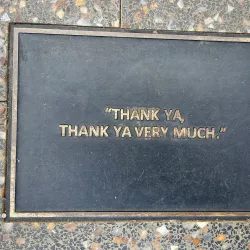 "THANK YA,
THANK YA VERY MUCH."